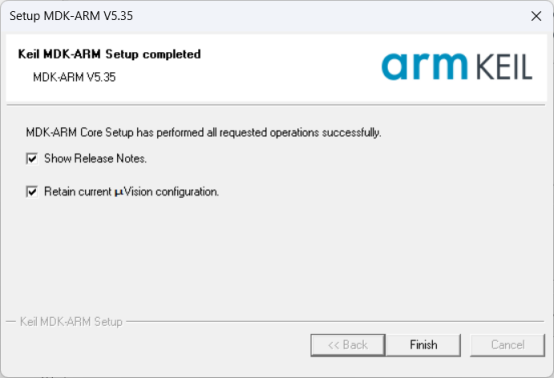 Setup MDK-ARM V5.35
Keil MDK-ARM Setup completed
MDK-ARM V5.35
arm KEIL
MDK-ARM Core Setup has performed all requested operations successfully.
Show Release Notes.
Retain current µVision configuration.
Keil MDK-ARM Setup
<< Back
Finish
Cancel